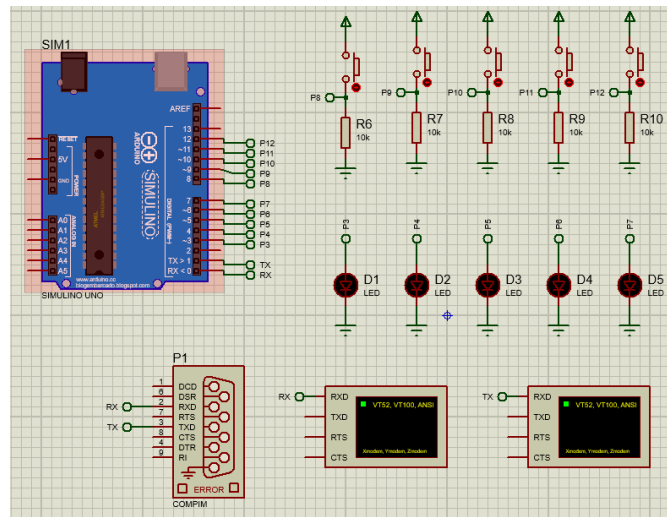 SIM1
AREF
13
12
~11
~10
~9
8
7
~6
~5
4
~3
2
TX > 1
RX < 0
RESET
5V
GND
POWER
A0
A1
A2
A3
A4
A5
ANALOG IN
ARDUINO
SIMULINO
DIGITAL (PWM~)
www.arduino.cc
blogembarcado.blogspot.com
SIMULINO UNO
P12
P11
P10
P9
P8
P7
P6
P5
P4
P3
TX
RX
P8 P9 P10 P11 P12
R6 R7 R8 R9 R10
10k 10k 10k 10k 10k
P3 P4 P5 P6 P7
D1 D2 D3 D4 D5
LED LED LED LED LED
P1
1 DCD
6 DSR
RX 2 RXD
7 RTS
TX 3 TXD
8 CTS
4 DTR
9 RI
ERROR
COMPIM
RX RXD
TXD
RTS
CTS
VT52, VT100, ANSI
Xmodem, Ymodem, Zmodem
TX RXD
TXD
RTS
CTS
VT52, VT100, ANSI
Xmodem, Ymodem, Zmodem